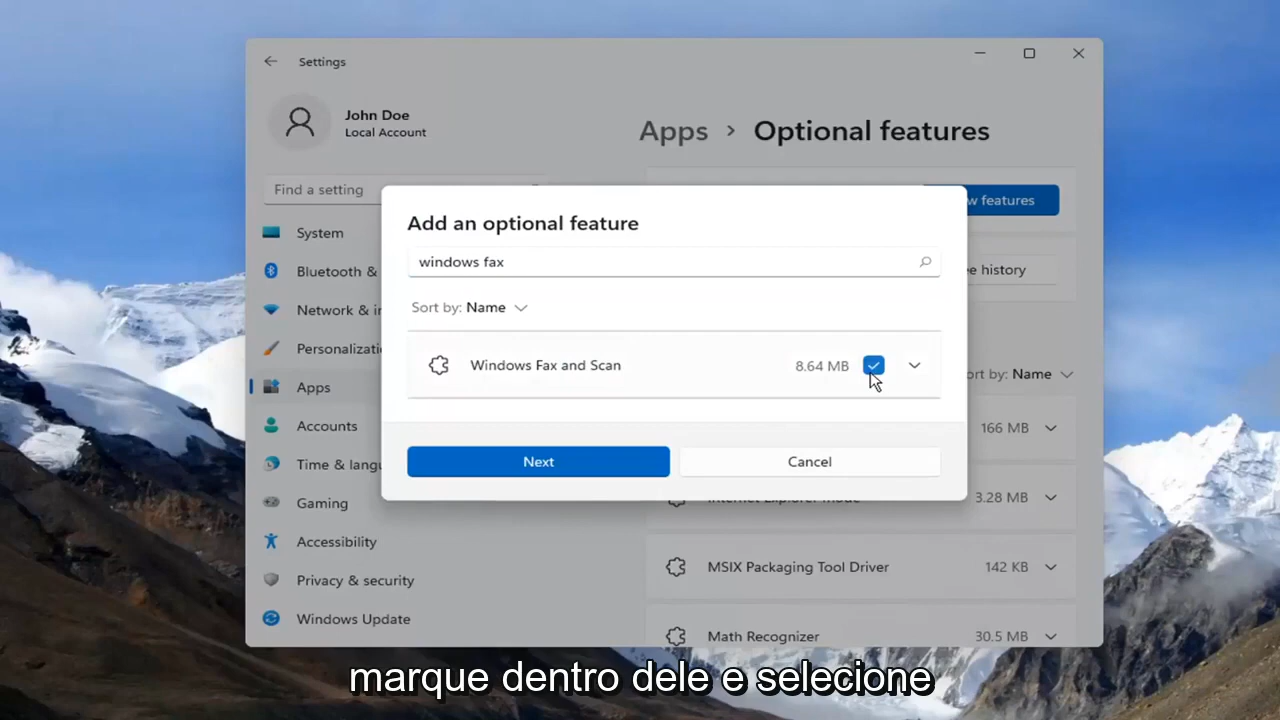 Settings
John Doe
Local Account
Find a setting
System
Bluetooth &
Network &
Apps
Accounts
Time &
Gaming
Accessibility
Privacy & security
Windows Update
Apps > Optional features
features
history
Add an optional feature
windows fax
Sort by: Name
Windows Fax and Scan 8.64 MB
Next Cancel
by: Name
166 MB
3.28 MB
MSIX Packaging Tool Driver 142 KB
Math Recognizer 30.5 MB
marque dentro dele e selecione